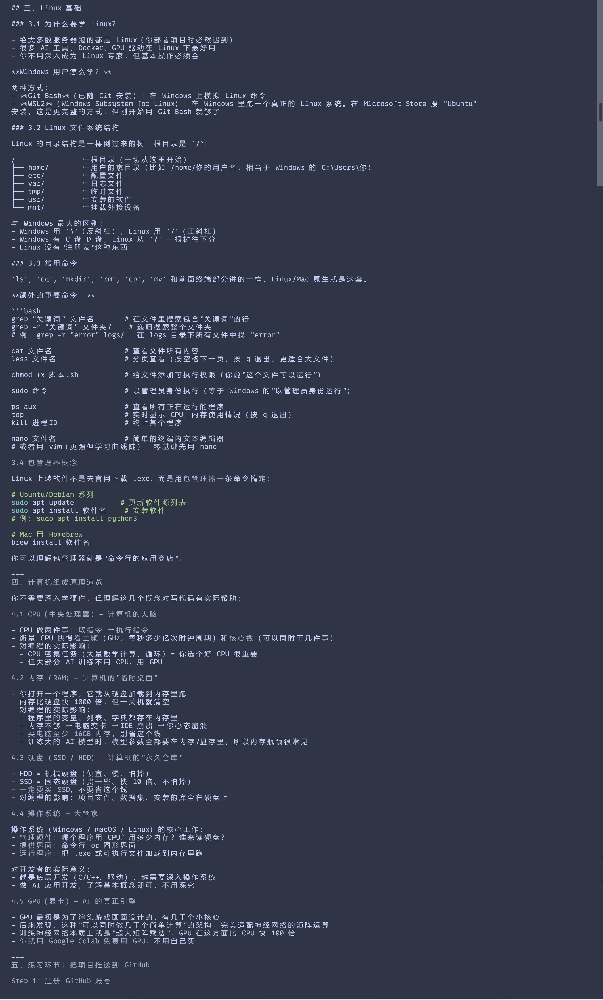 ## 三、Linux 基础
### 3.1 为什么要学 Linux?
- 绝大多数服务器跑的都是 Linux（你部署项目时必然遇到）
- 很多 AI 工具、Docker、GPU 驱动在 Linux 下最好用
- 你不用深入成为 Linux 专家，但基本操作必须会
**Windows 用户怎么学？**
两种方式：
- **Git Bash**（已随 Git 安装）：在 Windows 上模拟 Linux 命令
- **WSL2**（Windows Subsystem for Linux）：在 Windows 里跑一个真正的 Linux 系统。在 Microsoft Store 搜 "Ubuntu"
安装。这是更完整的方式，但刚开始用 Git Bash 就够了
### 3.2 Linux 文件系统结构
Linux 的目录结构是一棵倒过来的树，根目录是 `/`：
/                 ← 根目录（一切从这里开始）
├── home/        ← 用户的家目录（比如 /home/你的用户名，相当于 Windows 的 C:\Users\你）
├── etc/         ← 配置文件
├── var/         ← 日志文件
├── tmp/         ← 临时文件
├── usr/         ← 安装的软件
└── mnt/         ← 挂载外接设备
与 Windows 最大的区别：
- Windows 用 `\`（反斜杠），Linux 用 `/`（正斜杠）
- Windows 有 C 盘 D 盘，Linux 从 `/` 一根树往下分
- Linux 没有"注册表"这种东西
### 3.3 常用命令
`ls`, `cd`, `mkdir`, `rm`, `cp`, `mv` 和前面终端部分讲的一样，Linux/Mac 原生就是这套。
**额外的重要命令：**
```bash
grep "关键词" 文件名       # 在文件里搜索包含"关键词"的行
grep -r "关键词" 文件夹/    # 递归搜索整个文件夹
# 例：grep -r "error" logs/   在 logs 目录下所有文件中找 "error"
cat 文件名                 # 查看文件所有内容
less 文件名                # 分页查看（按空格下一页，按 q 退出，更适合大文件）
chmod +x 脚本.sh           # 给文件添加可执行权限（你说"这个文件可以运行"）
sudo 命令                  # 以管理员身份执行（等于 Windows 的"以管理员身份运行"）
ps aux                     # 查看所有正在运行的程序
top                        # 实时显示 CPU、内存使用情况（按 q 退出）
kill 进程ID                # 终止某个程序
nano 文件名                # 简单的终端内文本编辑器
# 或者用 vim（更强但学习曲线陡），零基础先用 nano
3.4 包管理器概念
Linux 上装软件不是去官网下载 .exe，而是用包管理器一条命令搞定：
# Ubuntu/Debian 系列
sudo apt update           # 更新软件源列表
sudo apt install 软件名    # 安装软件
# 例：sudo apt install python3
# Mac 用 Homebrew
brew install 软件名
你可以理解包管理器就是"命令行的应用商店"。
---
四、计算机组成原理速览
你不需要深入学硬件，但理解这几个概念对写代码有实际帮助：
4.1 CPU（中央处理器）— 计算机的大脑
- CPU 做两件事：取指令 → 执行指令
- 衡量 CPU 快慢看主频（GHz，每秒多少亿次时钟周期）和核心数（可以同时干几件事）
- 对编程的实际影响：
  - CPU 密集任务（大量数学计算、循环）= 你选个好 CPU 很重要
  - 但大部分 AI 训练不用 CPU，用 GPU
4.2 内存（RAM）— 计算机的"临时桌面"
- 你打开一个程序，它就从硬盘加载到内存里跑
- 内存比硬盘快 1000 倍，但一关机就清空
- 对编程的实际影响：
  - 程序里的变量、列表、字典都存在内存里
  - 内存不够 → 电脑变卡 → IDE 崩溃 → 你心态崩溃
  - 买电脑至少 16GB 内存，别省这个钱
  - 训练大的 AI 模型时，模型参数全部要在内存/显存里，所以内存瓶颈很常见
4.3 硬盘（SSD / HDD）— 计算机的"永久仓库"
- HDD = 机械硬盘（便宜、慢、怕摔）
- SSD = 固态硬盘（贵一些、快 10 倍、不怕摔）
- 一定要买 SSD，不要省这个钱
- 对编程的影响：项目文件、数据集、安装的库全在硬盘上
4.4 操作系统 — 大管家
操作系统（Windows / macOS / Linux）的核心工作：
- 管理硬件：哪个程序用 CPU？用多少内存？谁来读硬盘？
- 提供界面：命令行 or 图形界面
- 运行程序：把 .exe 或可执行文件加载到内存里跑
对开发者的实际意义：
- 越是底层开发（C/C++、驱动），越需要深入操作系统
- 做 AI 应用开发，了解基本概念即可，不用深究
4.5 GPU（显卡）— AI 的真正引擎
- GPU 最初是为了渲染游戏画面设计的，有几千个小核心
- 后来发现，这种"可以同时做几千个简单计算"的架构，完美适配神经网络的矩阵运算
- 训练神经网络本质上就是"超大矩阵乘法"，GPU 在这方面比 CPU 快 100 倍
- 你就用 Google Colab 免费用 GPU，不用自己买
---
五、练习环节：把项目推送到 GitHub
Step 1: 注册 GitHub 账号